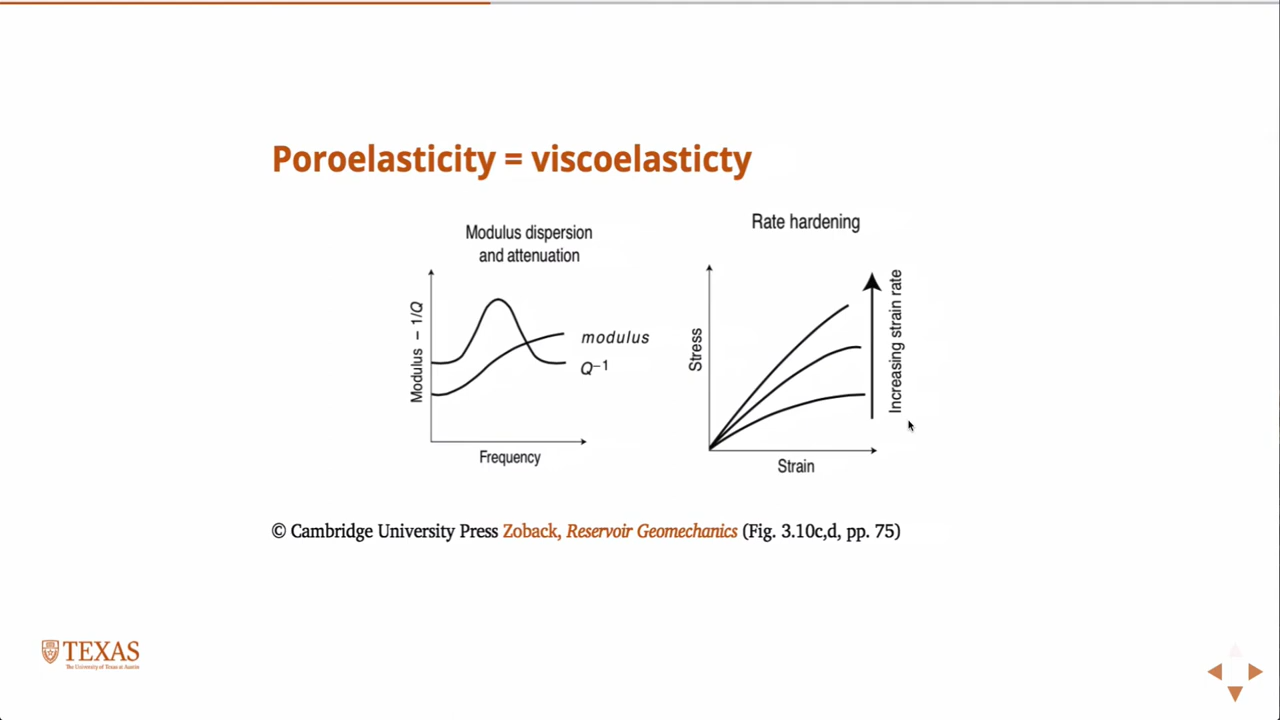 Poroelasticity = viscoelasticty
Modulus dispersion
and attenuation
Modulus – 1/Q
modulus
Q–1
Frequency
Rate hardening
Stress
Strain
Increasing strain rate
© Cambridge University Press Zoback, Reservoir Geomechanics (Fig. 3.10c,d, pp. 75)
TEXAS
The University of Texas at Austin